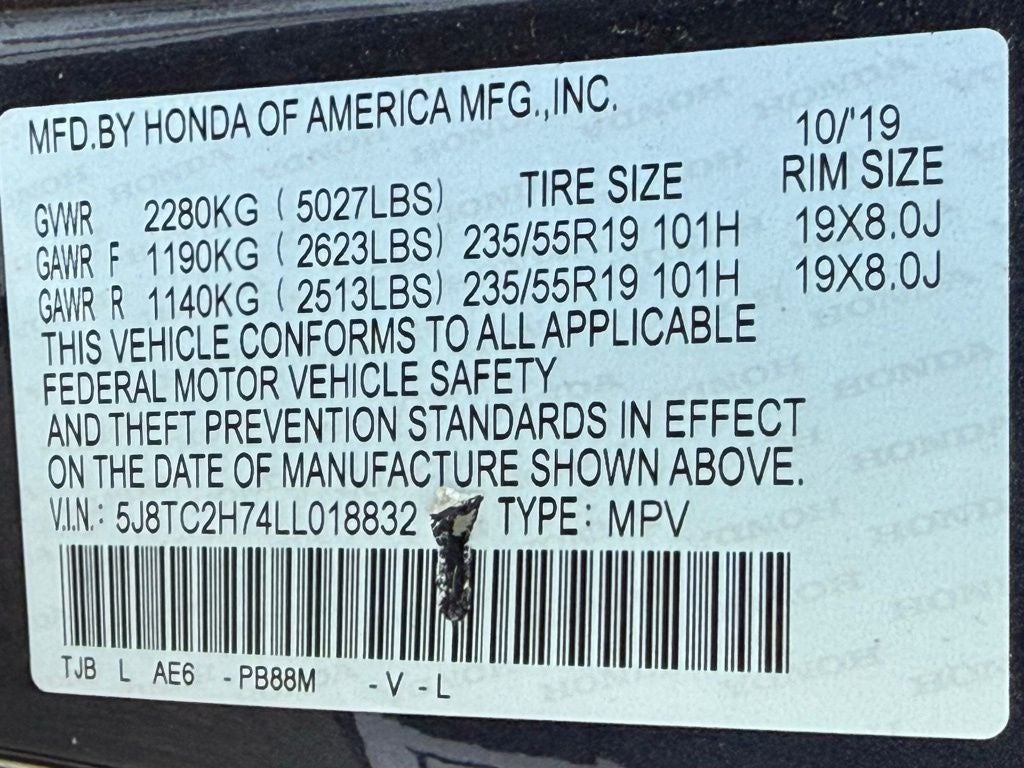 MFD.BY HONDA OF AMERICA MFG.,INC. 10/'19
TIRE SIZE RIM SIZE
GVWR 2280KG ( 5027LBS)
GAWR F 1190KG ( 2623LBS) 235/55R19 101H 19X8.0J
GAWR R 1140KG ( 2513LBS) 235/55R19 101H 19X8.0J
THIS VEHICLE CONFORMS TO ALL APPLICABLE
FEDERAL MOTOR VEHICLE SAFETY
AND THEFT PREVENTION STANDARDS IN EFFECT
ON THE DATE OF MANUFACTURE SHOWN ABOVE.
V.I.N.: 5J8TC2H74LL018832 TYPE: MPV
TJB L AE6 - PB88M - V - L